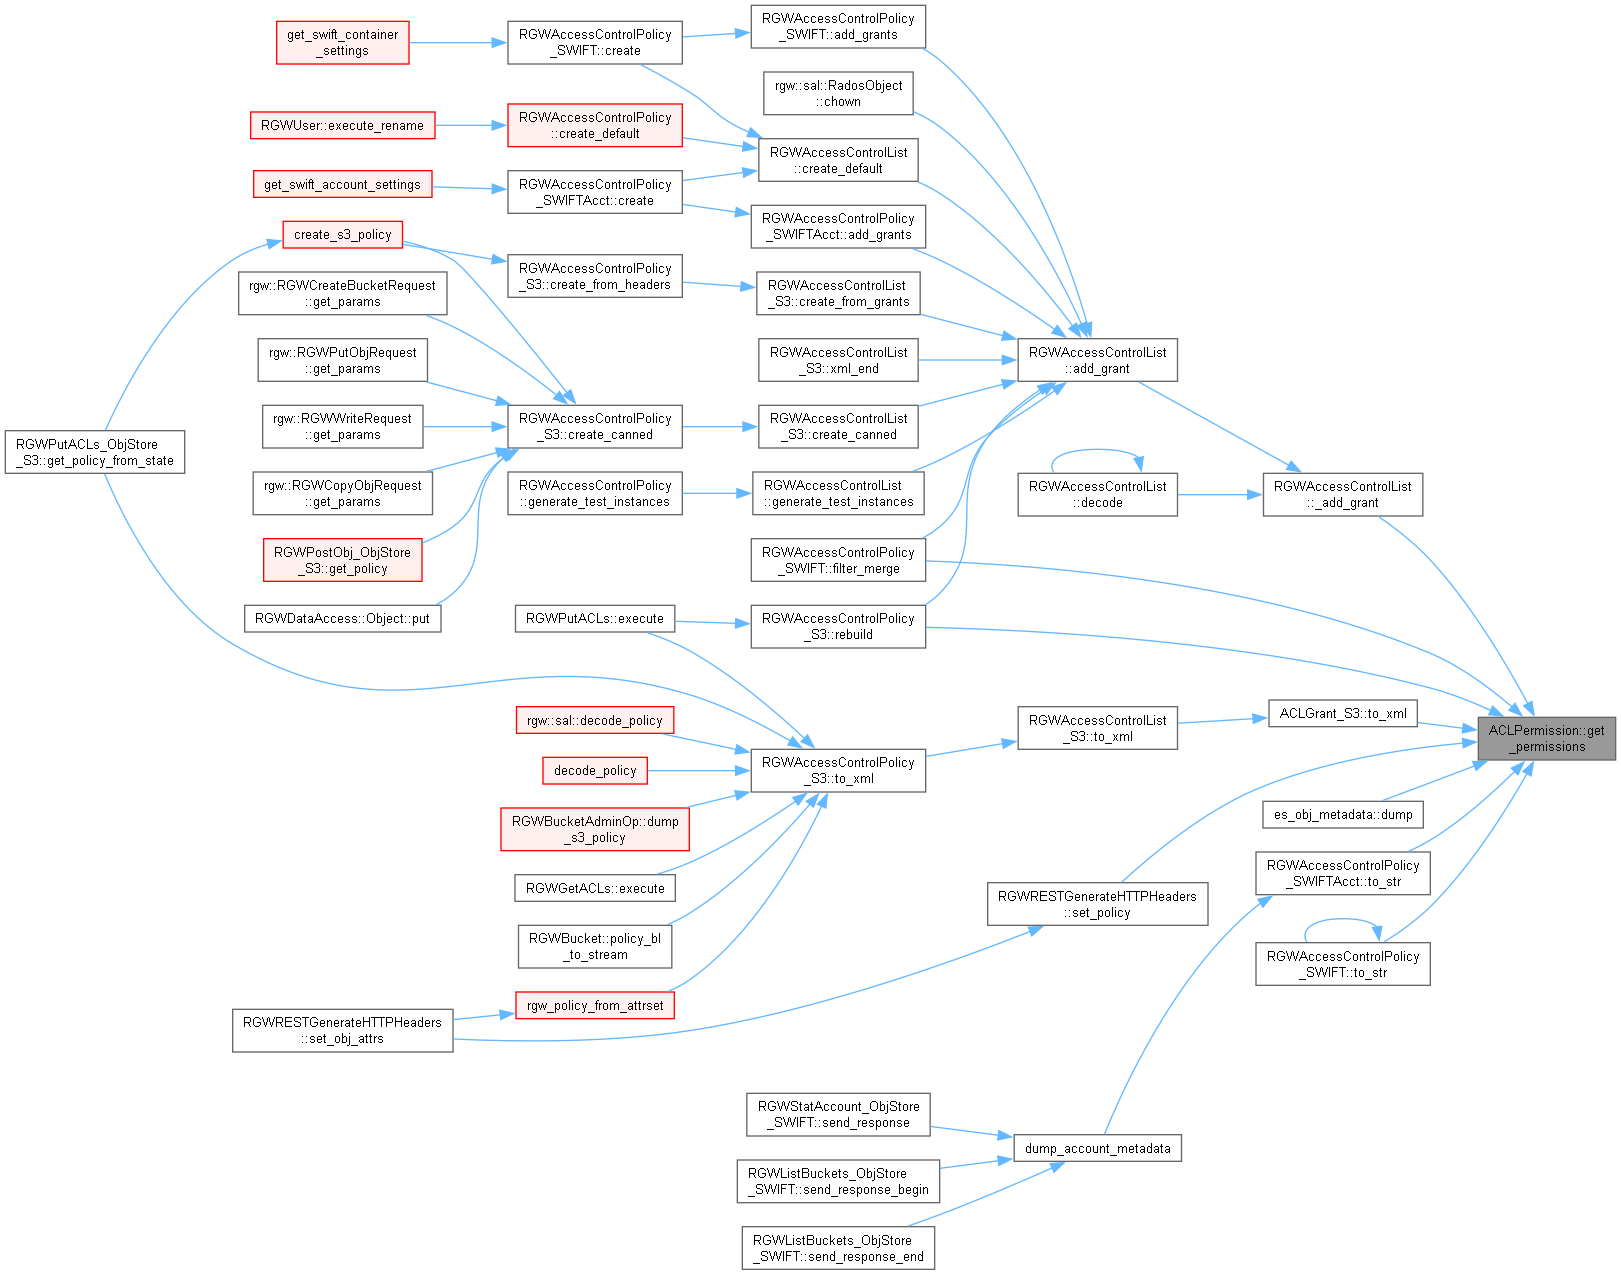 RGWAccessControlPolicy
_SWIFT::add_grants
get_swift_container
_settings
RGWAccessControlPolicy
_SWIFT::create
rgw::sal::RadosObject
::chown
RGWUser::execute_rename
RGWAccessControlPolicy
::create_default
RGWAccessControlList
::create_default
get_swift_account_settings
RGWAccessControlPolicy
_SWIFTAcct::create
RGWAccessControlPolicy
_SWIFTAcct::add_grants
create_s3_policy
RGWAccessControlPolicy
_S3::create_from_headers
RGWAccessControlList
_S3::create_from_grants
rgw::RGWCreateBucketRequest
::get_params
rgw::RGWPutObjRequest
::get_params
RGWAccessControlList
_S3::xml_end
RGWAccessControlList
::add_grant
rgw::RGWWriteRequest
::get_params
RGWAccessControlPolicy
_S3::create_canned
RGWAccessControlList
_S3::create_canned
RGWPutACLs_ObjStore
_S3::get_policy_from_state
rgw::RGWCopyObjRequest
::get_params
RGWAccessControlPolicy
::generate_test_instances
RGWAccessControlList
::generate_test_instances
RGWAccessControlList
::decode
RGWAccessControlList
::_add_grant
RGWPostObj_ObjStore
_S3::get_policy
RGWAccessControlPolicy
_SWIFT::filter_merge
RGWDataAccess::Object::put
RGWPutACLs::execute
RGWAccessControlPolicy
_S3::rebuild
rgw::sal::decode_policy
RGWAccessControlList
_S3::to_xml
ACLGrant_S3::to_xml
ACLPermission::get
_permissions
decode_policy
RGWAccessControlPolicy
_S3::to_xml
RGWBucketAdminOp::dump
_s3_policy
es_obj_metadata::dump
RGWGetACLs::execute
RGWRESTGenerateHTTPHeaders
::set_policy
RGWAccessControlPolicy
_SWIFTAcct::to_str
RGWBucket::policy_bl
_to_stream
RGWAccessControlPolicy
_SWIFT::to_str
rgw_policy_from_attrset
RGWRESTGenerateHTTPHeaders
::set_obj_attrs
RGWStatAccount_ObjStore
_SWIFT::send_response
dump_account_metadata
RGWListBuckets_ObjStore
_SWIFT::send_response_begin
RGWListBuckets_ObjStore
_SWIFT::send_response_end